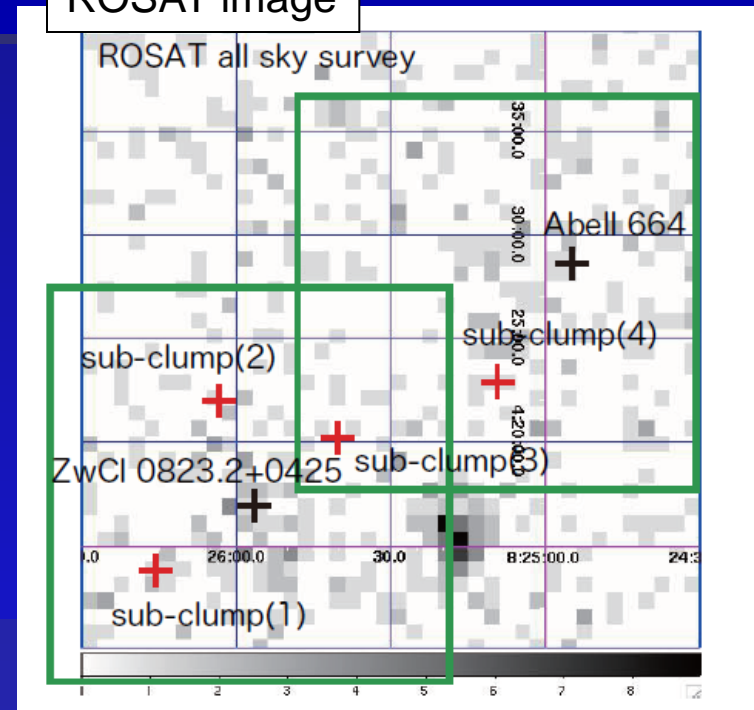 ROSAT image
ROSAT all sky survey
35:00.0
Abell 664
30:00.0
25:00.0
sub-clump(4)
sub-clump(2)
4:20:00.0
sub-clump(3)
ZwCl 0823.2+0425
26:00.0
30.0
8:25:00.0
24:3
sub-clump(1)
1 2 3 4 5 6 7 8